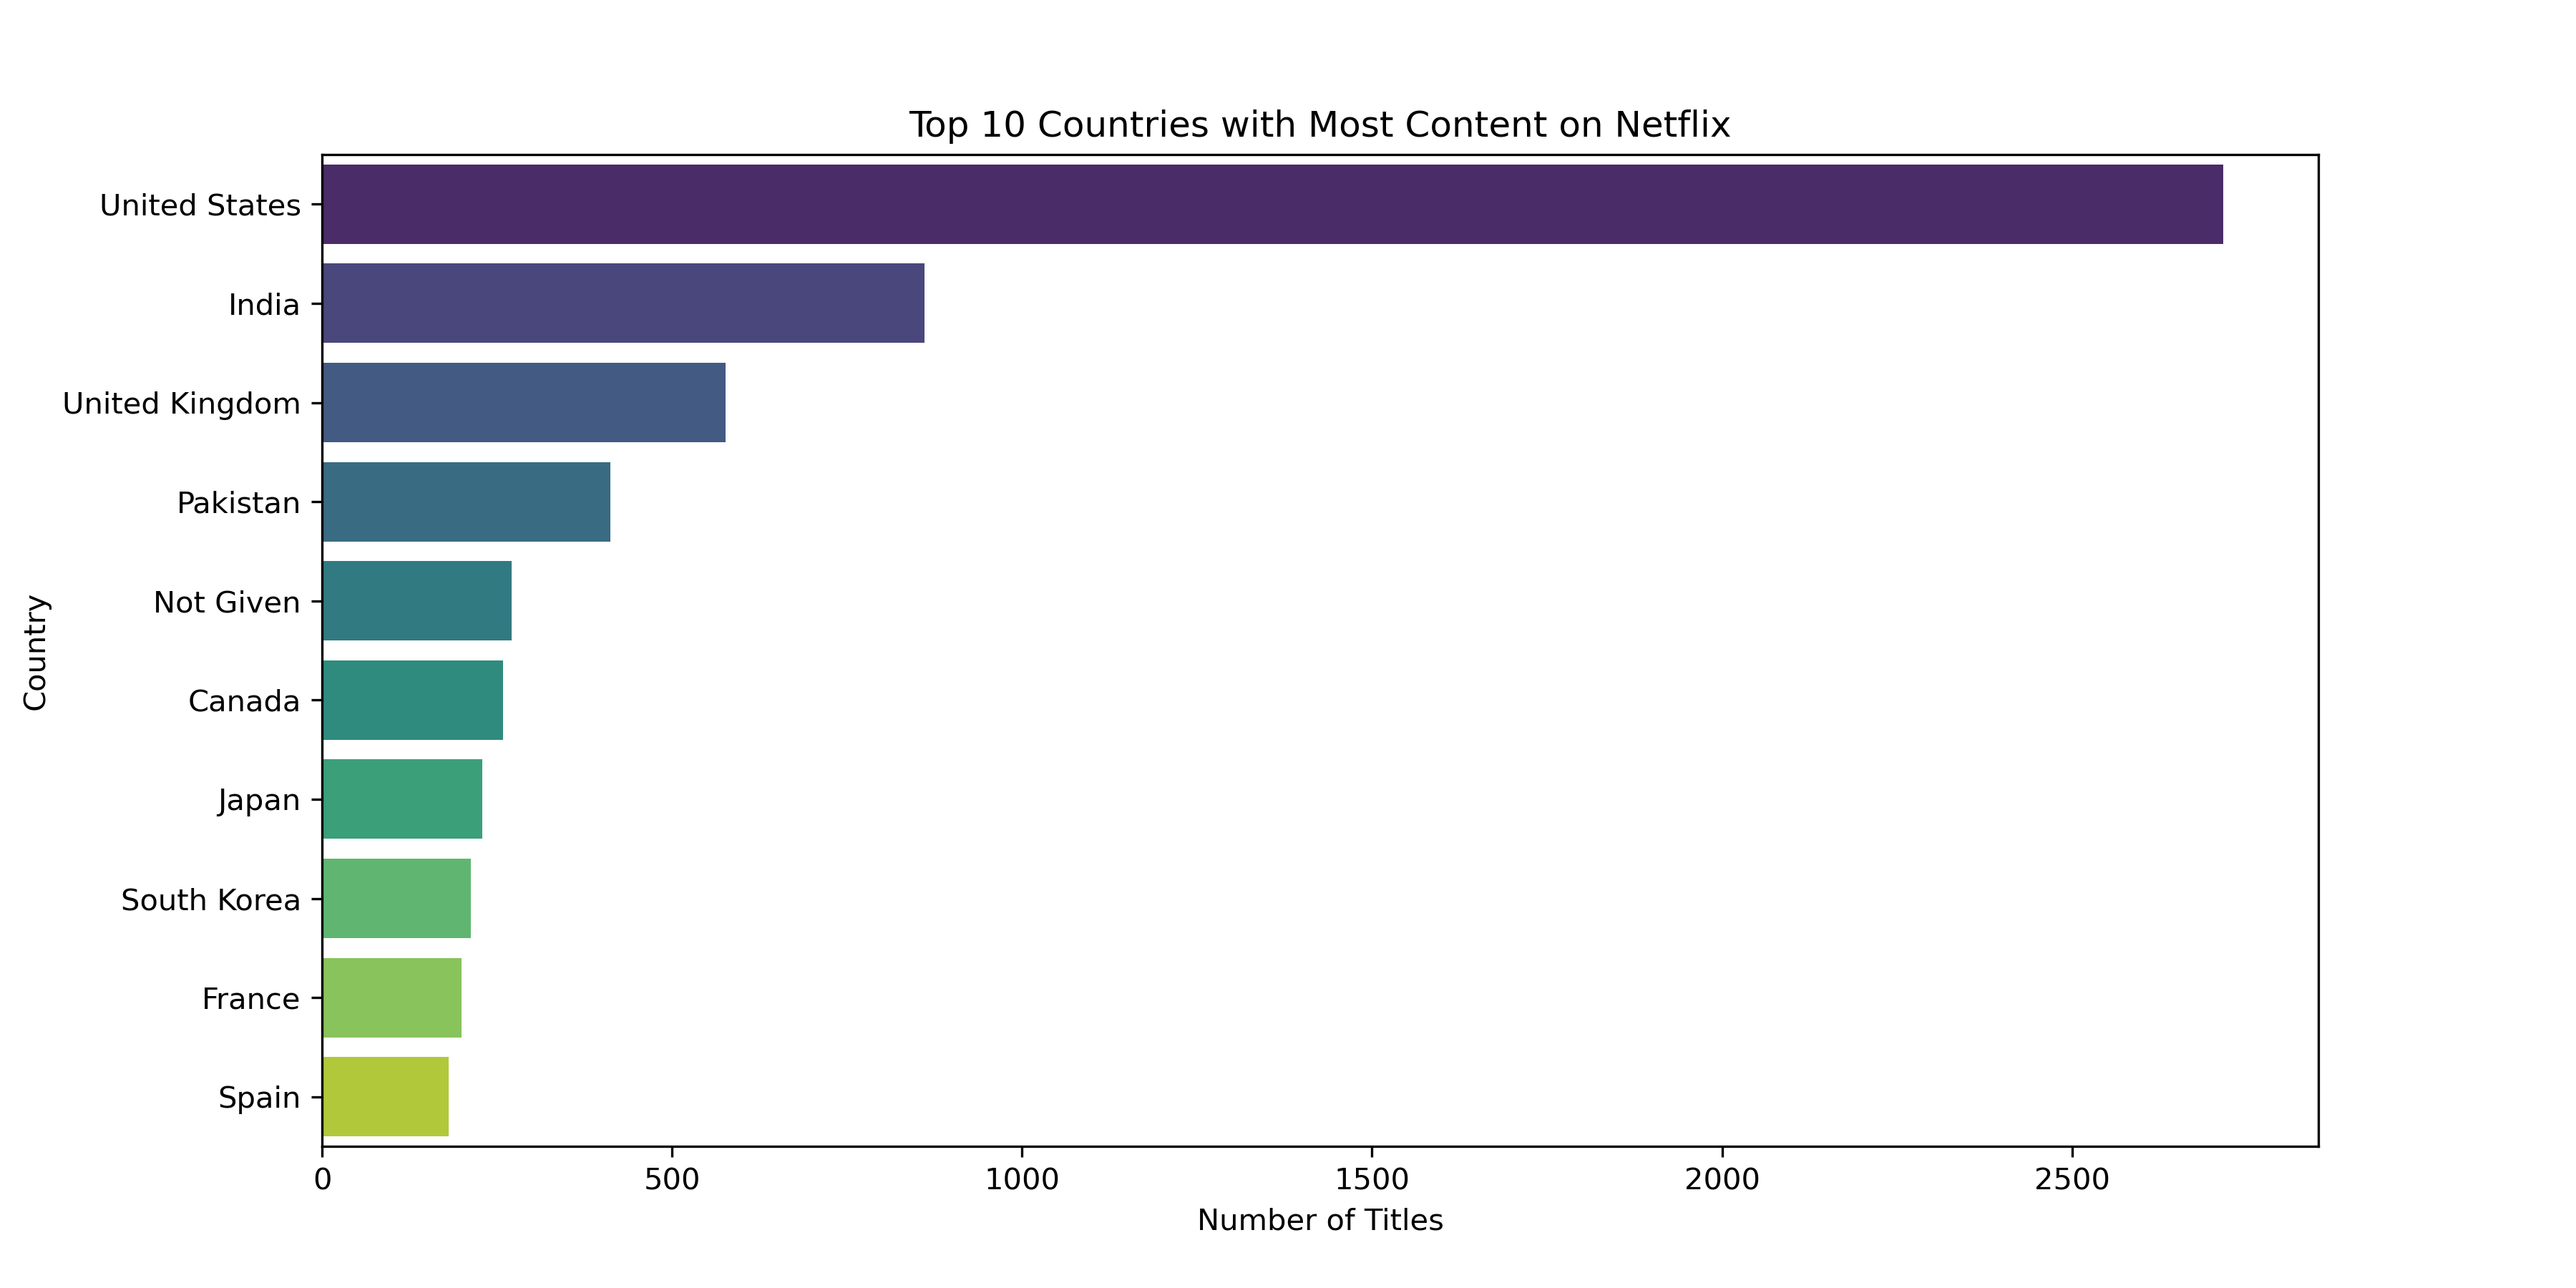 Top 10 Countries with Most Content on Netflix
United States
India
United Kingdom
Pakistan
Not Given
Canada
Japan
South Korea
France
Spain
Country
0 500 1000 1500 2000 2500
Number of Titles